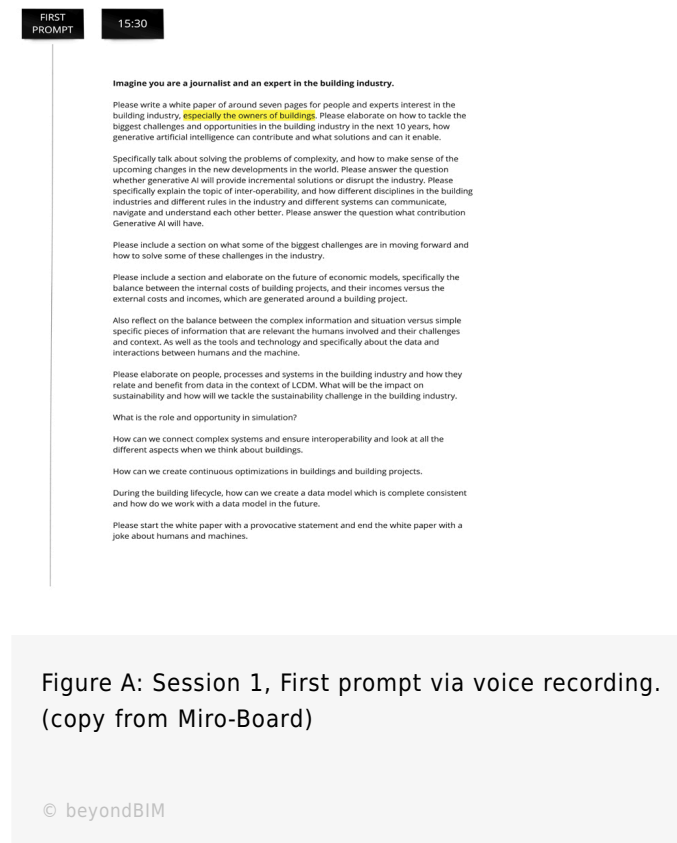 FIRST
PROMPT
15:30
Imagine you are a journalist and an expert in the building industry.
Please write a white paper of around seven pages for people and experts interest in the
building industry, especially the owners of buildings. Please elaborate on how to tackle the
biggest challenges and opportunities in the building industry in the next 10 years, how
generative artificial intelligence can contribute and what solutions and can it enable.
Specifically talk about solving the problems of complexity, and how to make sense of the
upcoming changes in the new developments in the world. Please answer the question
whether generative AI will provide incremental solutions or disrupt the industry. Please
specifically explain the topic of inter-operability, and how different disciplines in the building
industries and different rules in the industry and different systems can communicate,
navigate and understand each other better. Please answer the question what contribution
Generative AI will have.
Please include a section on what some of the biggest challenges are in moving forward and
how to solve some of these challenges in the industry.
Please include a section and elaborate on the future of economic models, specifically the
balance between the internal costs of building projects, and their incomes versus the
external costs and incomes, which are generated around a building project.
Also reflect on the balance between the complex information and situation versus simple
specific pieces of information that are relevant the humans involved and their challenges
and context. As well as the tools and technology and specifically about the data and
interactions between humans and the machine.
Please elaborate on people, processes and systems in the building industry and how they
relate and benefit from data in the context of LCDM. What will be the impact on
sustainability and how will we tackle the sustainability challenge in the building industry.
What is the role and opportunity in simulation?
How can we connect complex systems and ensure interoperability and look at all the
different aspects when we think about buildings.
How can we create continuous optimizations in buildings and building projects.
During the building lifecycle, how can we create a data model which is complete consistent
and how do we work with a data model in the future.
Please start the white paper with a provocative statement and end the white paper with a
joke about humans and machines.
Figure A: Session 1, First prompt via voice recording.
(copy from Miro-Board)
© beyondBIM